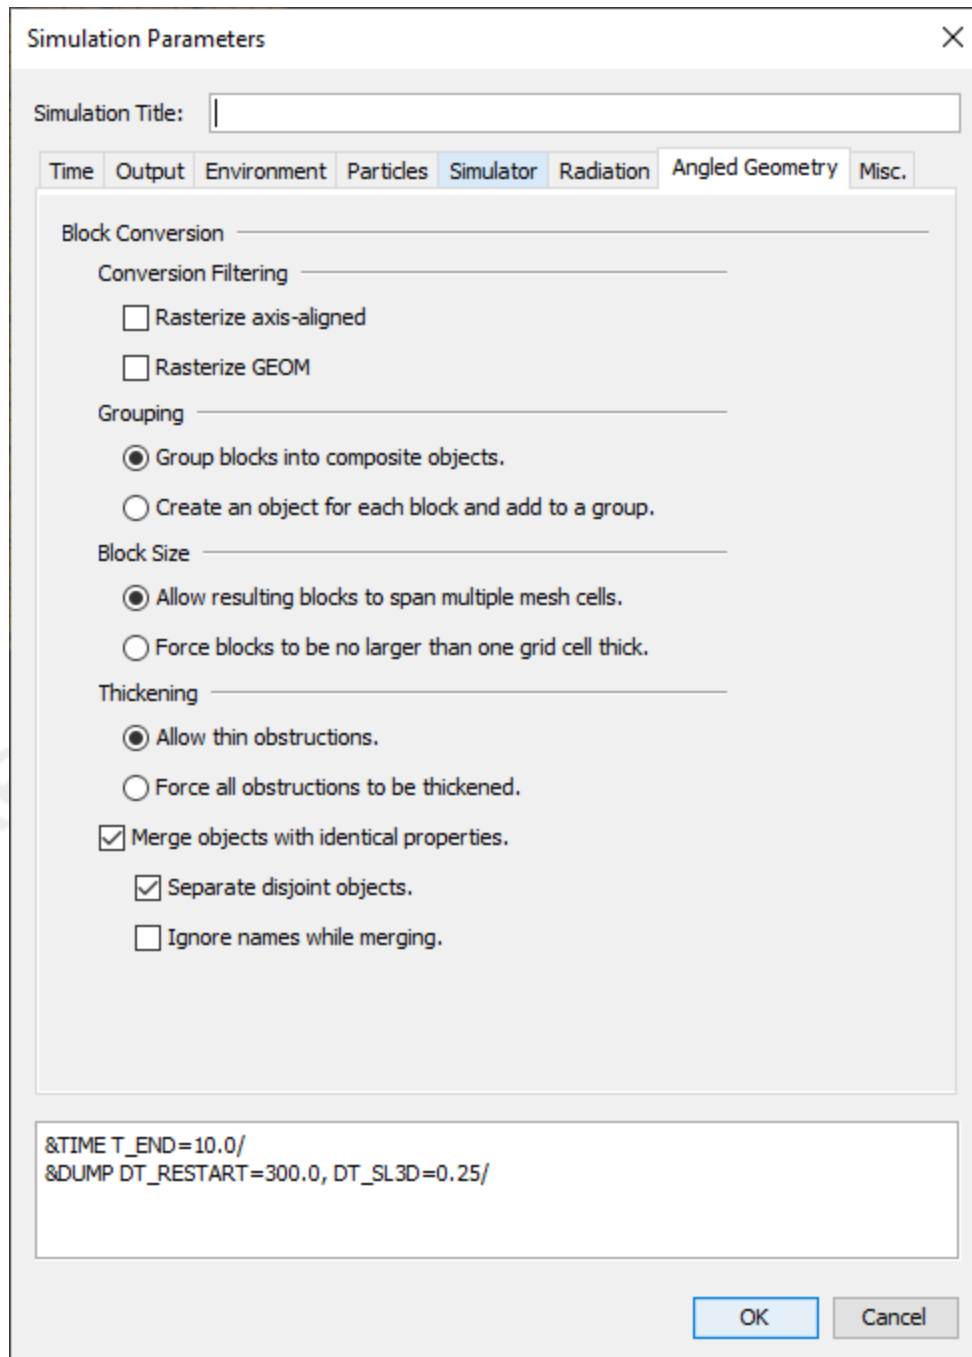 Simulation Parameters
Simulation Title:
Time Output Environment Particles Simulator Radiation Angled Geometry Misc.
Block Conversion
Conversion Filtering
Rasterize axis-aligned
Rasterize GEOM
Grouping
Group blocks into composite objects.
Create an object for each block and add to a group.
Block Size
Allow resulting blocks to span multiple mesh cells.
Force blocks to be no larger than one grid cell thick.
Thickening
Allow thin obstructions.
Force all obstructions to be thickened.
Merge objects with identical properties.
Separate disjoint objects.
Ignore names while merging.
&TIME T_END=10.0/
&DUMP DT_RESTART=300.0, DT_SL3D=0.25/
OK Cancel